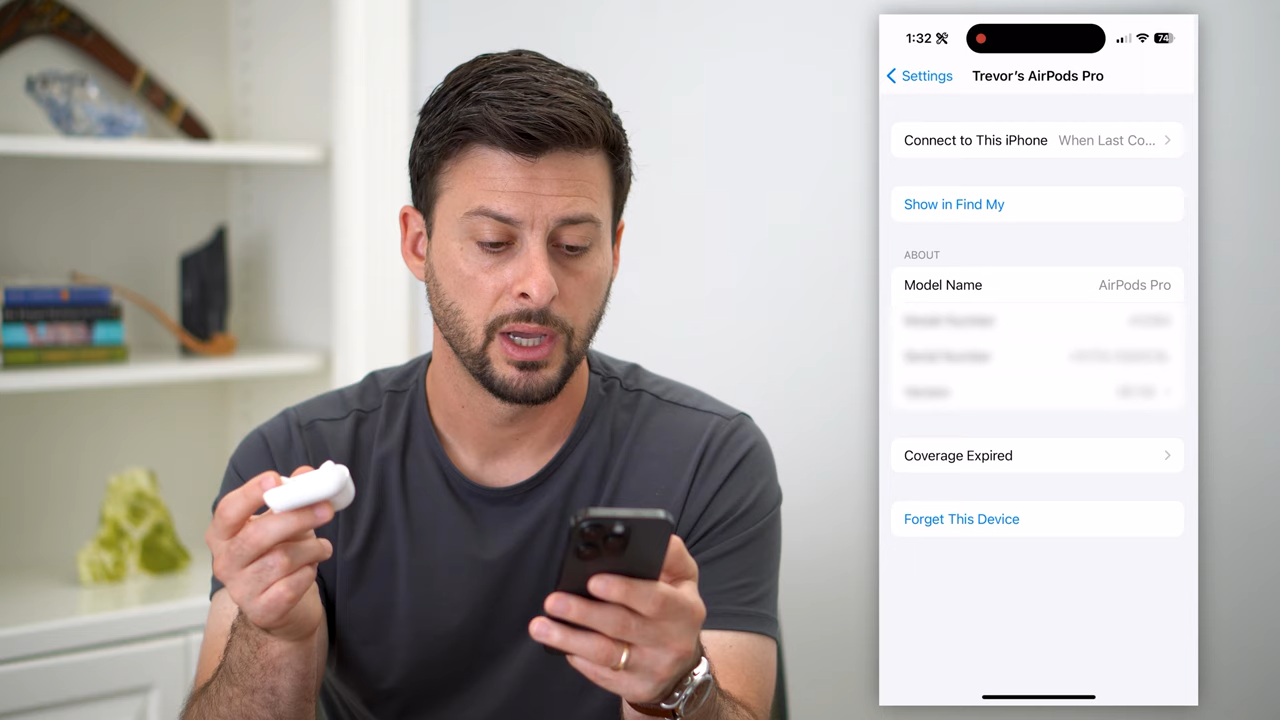 1:32
74
Settings
Trevor's AirPods Pro
Connect to This iPhone When Last Co...
Show in Find My
ABOUT
Model Name AirPods Pro
Coverage Expired
Forget This Device